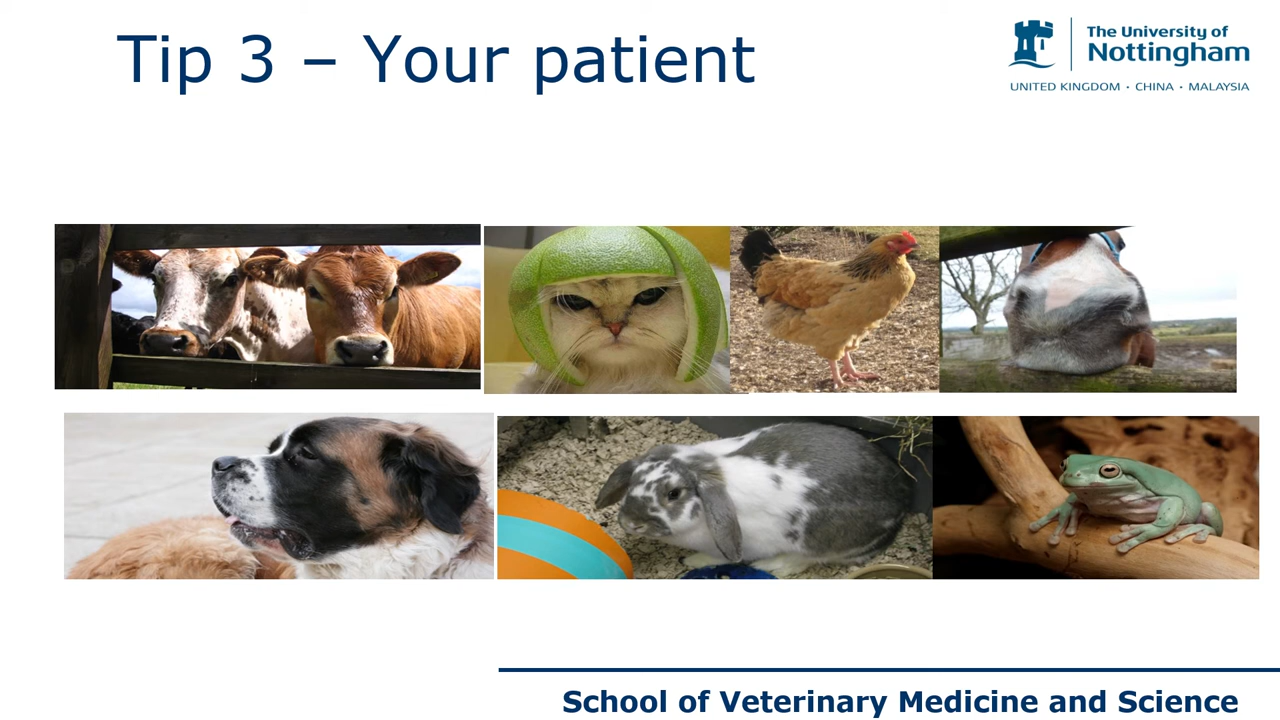 Tip 3 – Your patient
The University of
Nottingham
UNITED KINGDOM · CHINA · MALAYSIA
School of Veterinary Medicine and Science